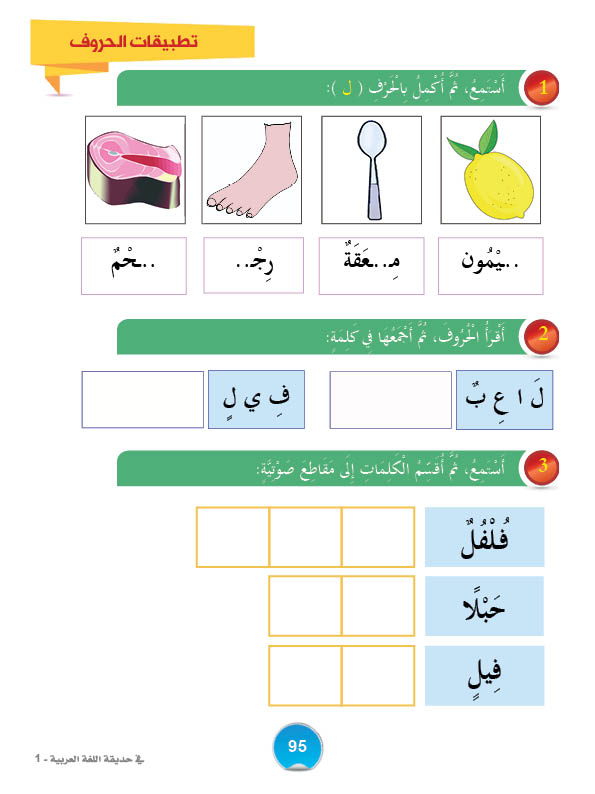 تطبيقات الحروف
1 أَسْتَمِعُ، ثُمَّ أُكْمِلُ بِالْحَرْفِ ( ل ):
..يْمُون
مِـ..عَقَةٌ
رِجْـ..
..حْمٌ
2 أَقْرَأُ الْحُرُوفَ، ثُمَّ أَجْمَعُهَا فِي كَلِمَةٍ:
لَ ا عِ بٌ
فِ ي لٍ
3 أَسْتَمِعُ، ثُمَّ أُقَسِّمُ الْكَلِمَاتِ إِلَى مَقَاطِعَ صَوْتِيَّةٍ:
فُلْفُلٌ
حَبْلًا
فِيلٍ
95
في حديقة اللغة العربية - 1